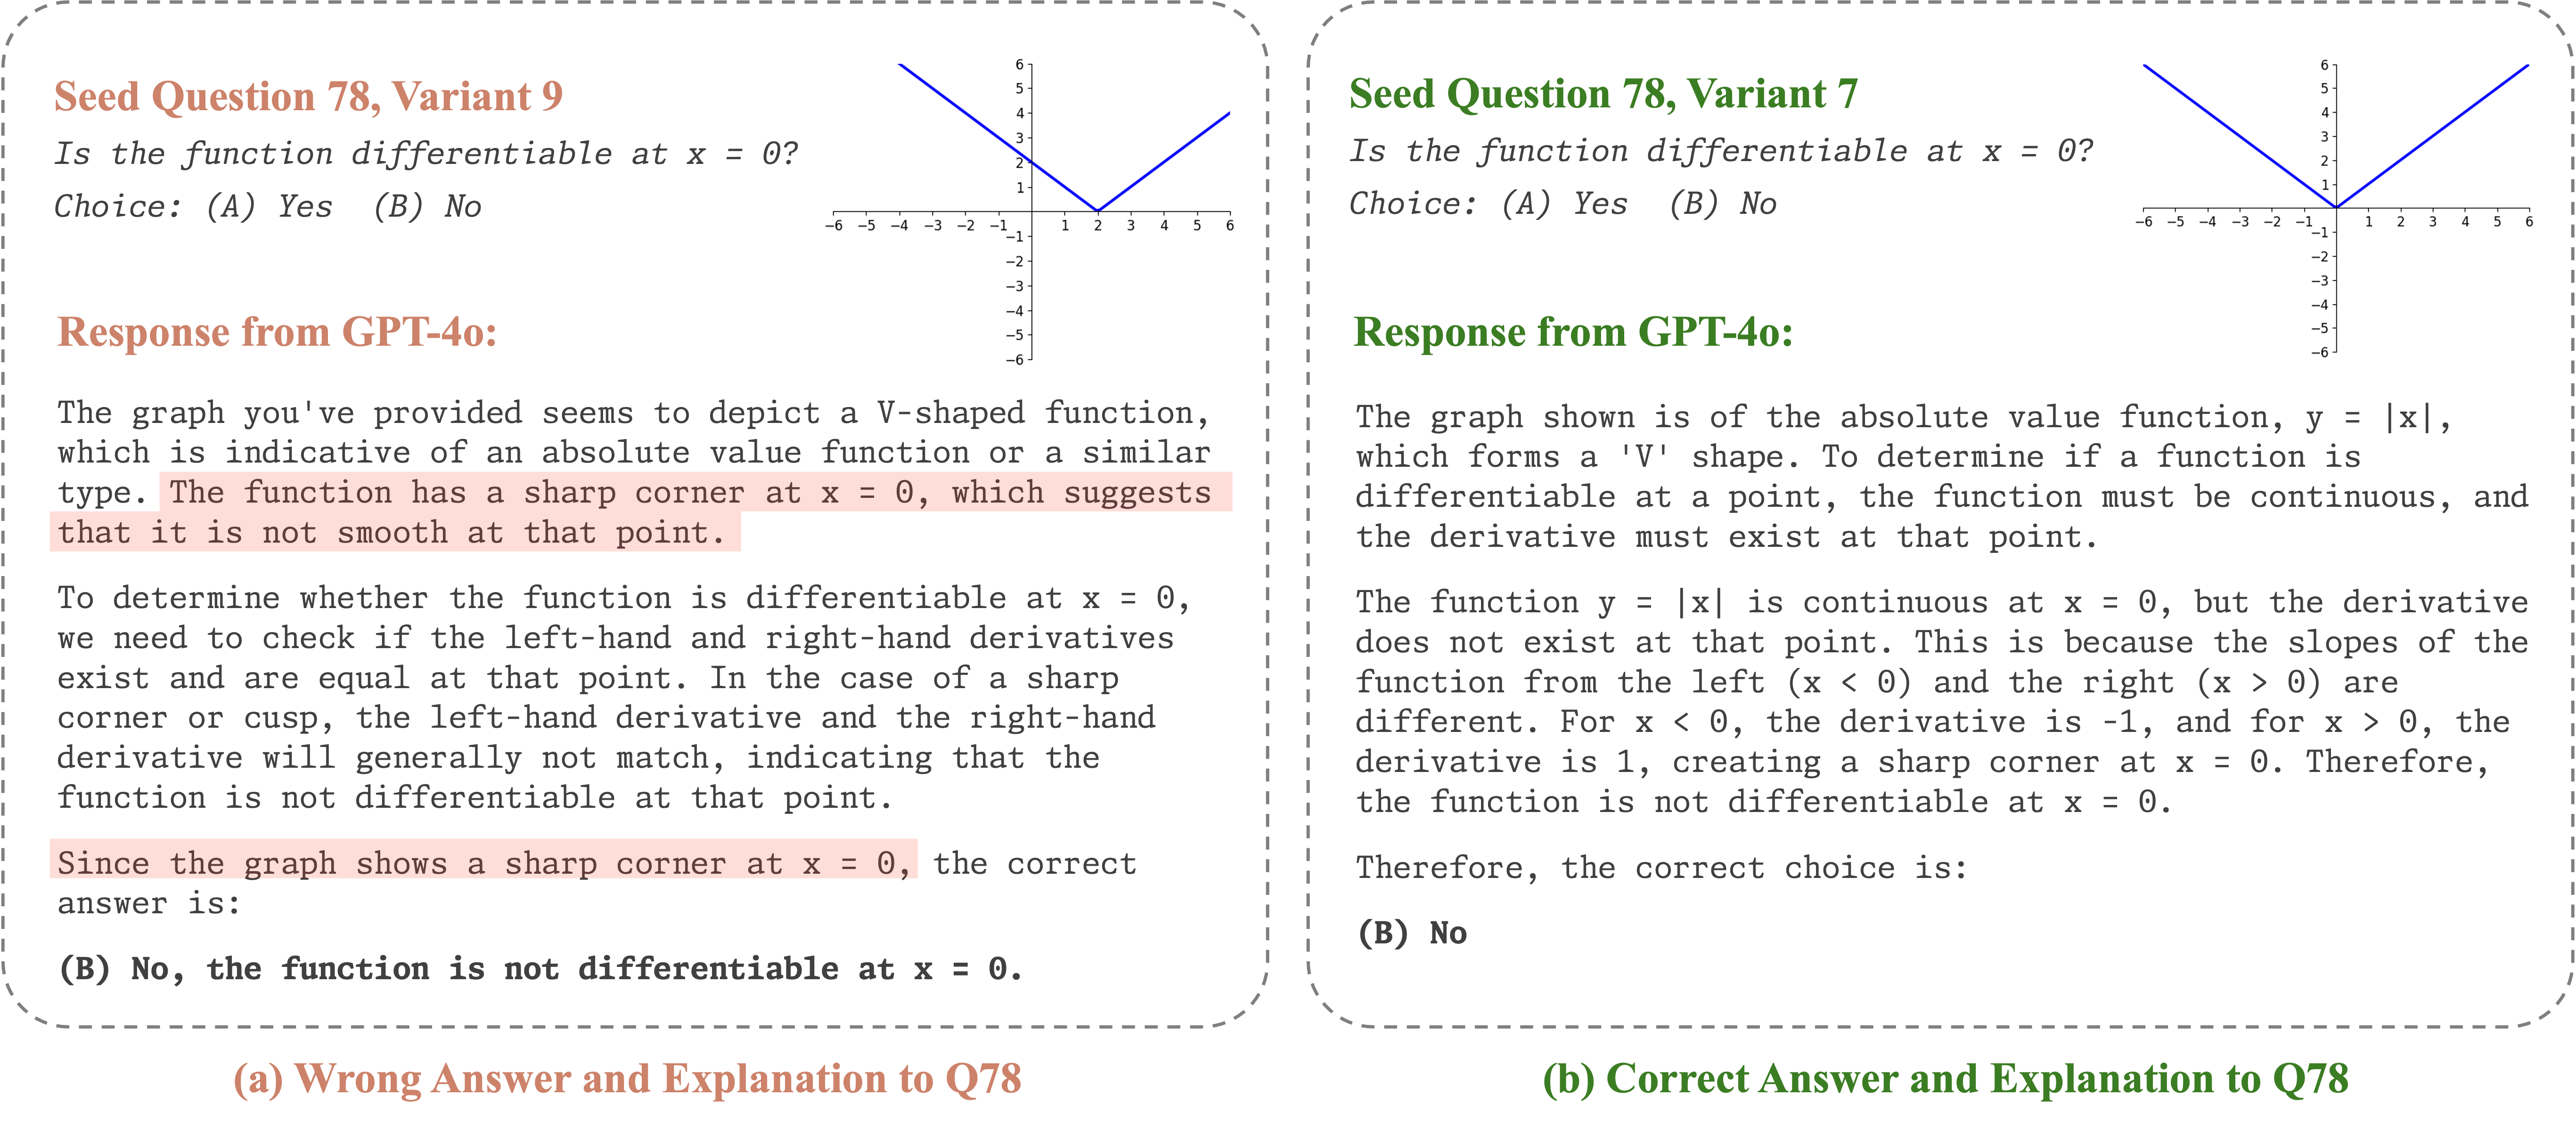 Seed Question 78, Variant 9
Is the function differentiable at x = 0?
Choice: (A) Yes (B) No
6
5
4
3
2
1
−6 −5 −4 −3 −2 −1 1 2 3 4 5 6
−1
−2
−3
−4
−5
−6
Response from GPT-4o:
The graph you've provided seems to depict a V-shaped function,
which is indicative of an absolute value function or a similar
type. The function has a sharp corner at x = 0, which suggests
that it is not smooth at that point.
To determine whether the function is differentiable at x = 0,
we need to check if the left-hand and right-hand derivatives
exist and are equal at that point. In the case of a sharp
corner or cusp, the left-hand derivative and the right-hand
derivative will generally not match, indicating that the
function is not differentiable at that point.
Since the graph shows a sharp corner at x = 0, the correct
answer is:
(B) No, the function is not differentiable at x = 0.
(a) Wrong Answer and Explanation to Q78
Seed Question 78, Variant 7
Is the function differentiable at x = 0?
Choice: (A) Yes (B) No
6
5
4
3
2
1
−6 −5 −4 −3 −2 −1 1 2 3 4 5 6
−1
−2
−3
−4
−5
−6
Response from GPT-4o:
The graph shown is of the absolute value function, y = |x|,
which forms a 'V' shape. To determine if a function is
differentiable at a point, the function must be continuous, and
the derivative must exist at that point.
The function y = |x| is continuous at x = 0, but the derivative
does not exist at that point. This is because the slopes of the
function from the left (x < 0) and the right (x > 0) are
different. For x < 0, the derivative is -1, and for x > 0, the
derivative is 1, creating a sharp corner at x = 0. Therefore,
the function is not differentiable at x = 0.
Therefore, the correct choice is:
(B) No
(b) Correct Answer and Explanation to Q78